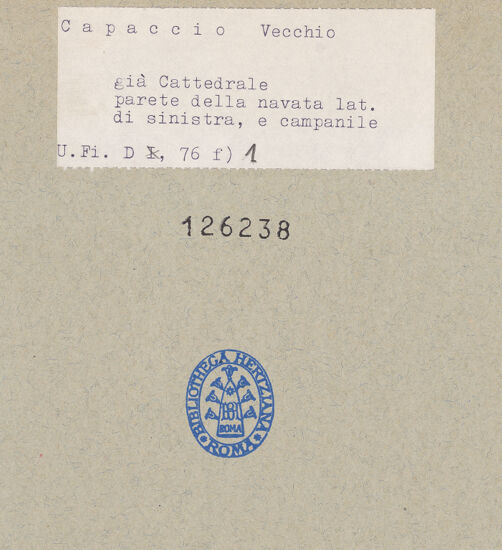 Capaccio Vecchio
già Cattedrale
parete della navata lat.
di sinistra, e campanile
U.Fi. D , 76 f) 1
126238
BIBLIOTHECA HERTZIANA
ROMA
ROMA